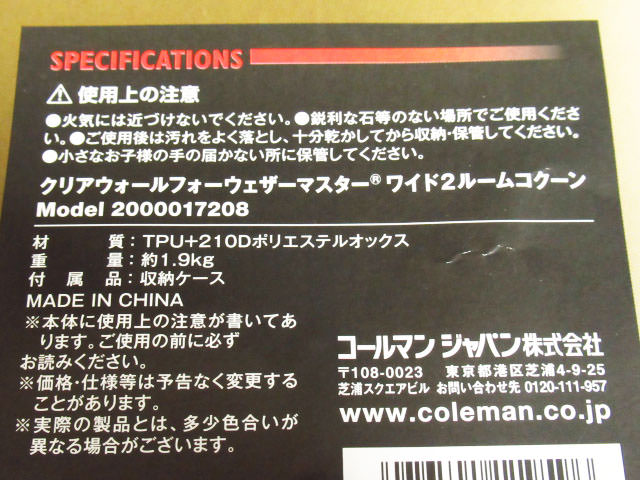 SPECIFICATIONS
⚠使用上の注意
●火気には近づけないでください。●鋭利な石等のない場所でご使用くださ
い。●ご使用後は汚れをよく落とし、十分乾かしてから収納・保管してください。
●小さなお子様の手の届かない所に保管してください。
クリアウォールフォーウェザーマスター® ワイド2ルームコクーン
Model 2000017208
材 質：TPU+210Dポリエステルオックス
重 量：約1.9kg
付 属 品：収納ケース
MADE IN CHINA
※本体に使用上の注意が書いてあ
ります。ご使用の前に必ず
お読みください。
※価格・仕様等は予告なく変更する
ことがあります。
※実際の製品とは、多少色合いが
異なる場合がございます。
コールマン ジャパン株式会社
〒108-0023 東京都港区芝浦4-9-25
芝浦スクエアビル お問い合わせ先 0120-111-957
www.coleman.co.jp